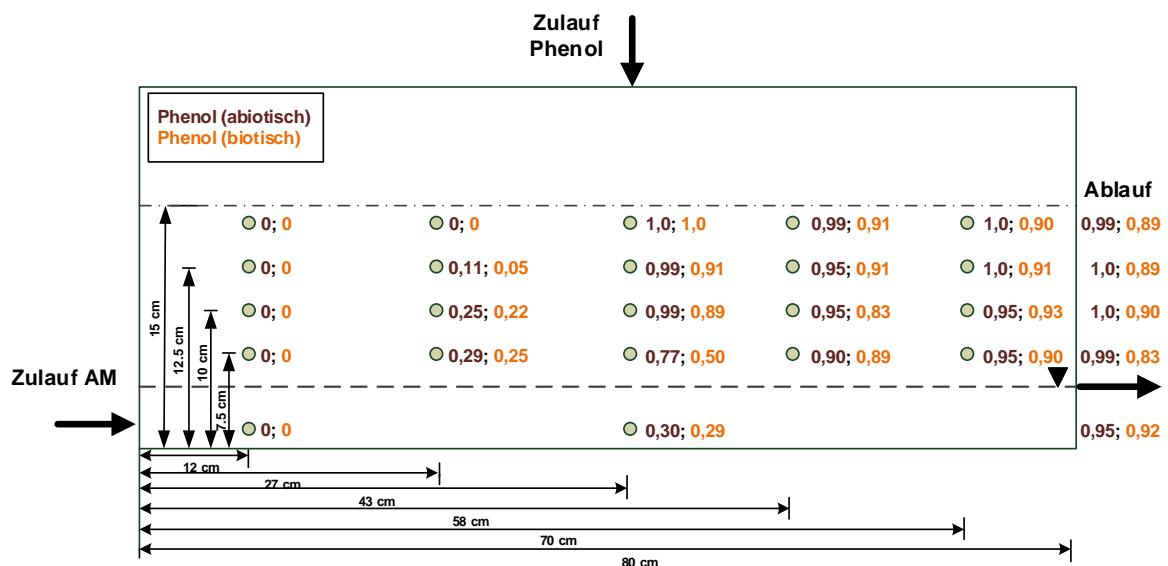 Zulauf
Phenol
Phenol (abiotisch)
Phenol (biotisch)
Ablauf
0; 0
0; 0
1,0; 1,0
0,99; 0,91
1,0; 0,90
0,99; 0,89
0; 0
0,11; 0,05
0,99; 0,91
0,95; 0,91
1,0; 0,91
1,0; 0,89
0; 0
0,25; 0,22
0,99; 0,89
0,95; 0,83
0,95; 0,93
1,0; 0,90
0; 0
0,29; 0,25
0,77; 0,50
0,90; 0,89
0,95; 0,90
0,99; 0,83
15 cm
12.5 cm
10 cm
7.5 cm
Zulauf AM
0; 0
0,30; 0,29
0,95; 0,92
12 cm
27 cm
43 cm
58 cm
70 cm
80 cm